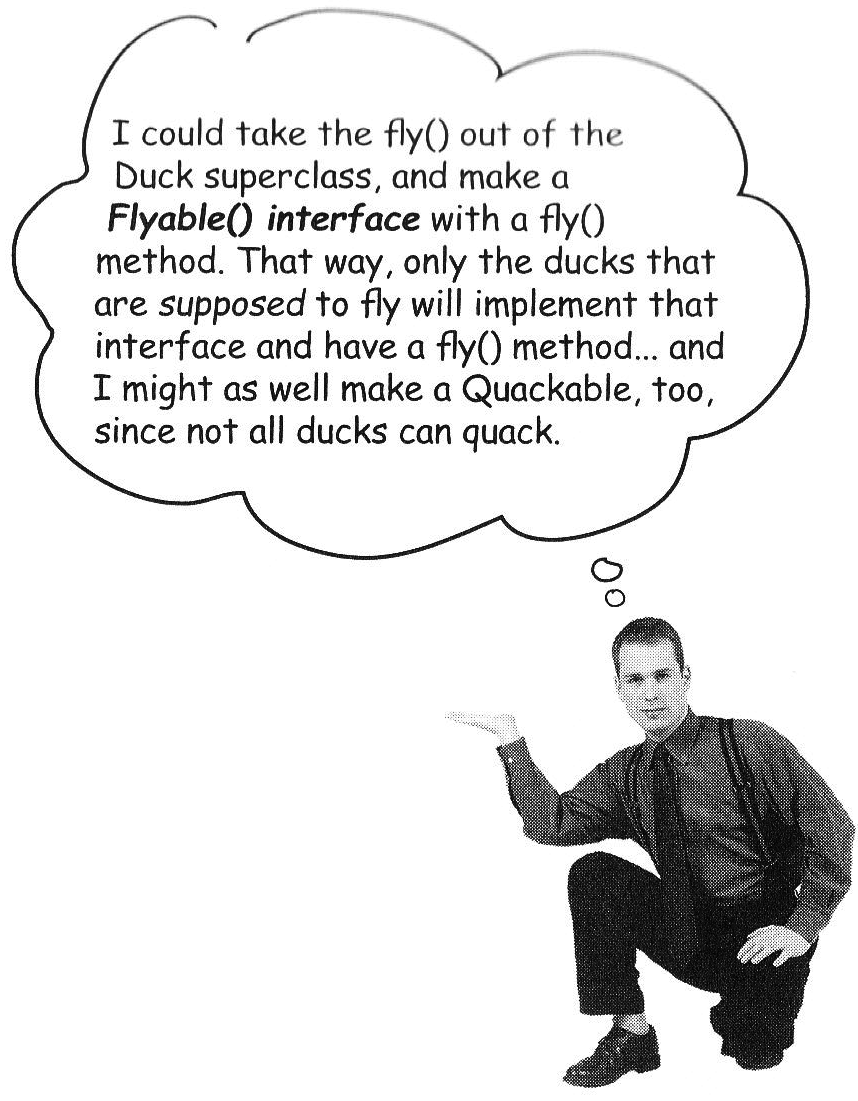 I could take the fly() out of the
Duck superclass, and make a
Flyable() interface with a fly()
method. That way, only the ducks that
are supposed to fly will implement that
interface and have a fly() method... and
I might as well make a Quackable, too,
since not all ducks can quack.